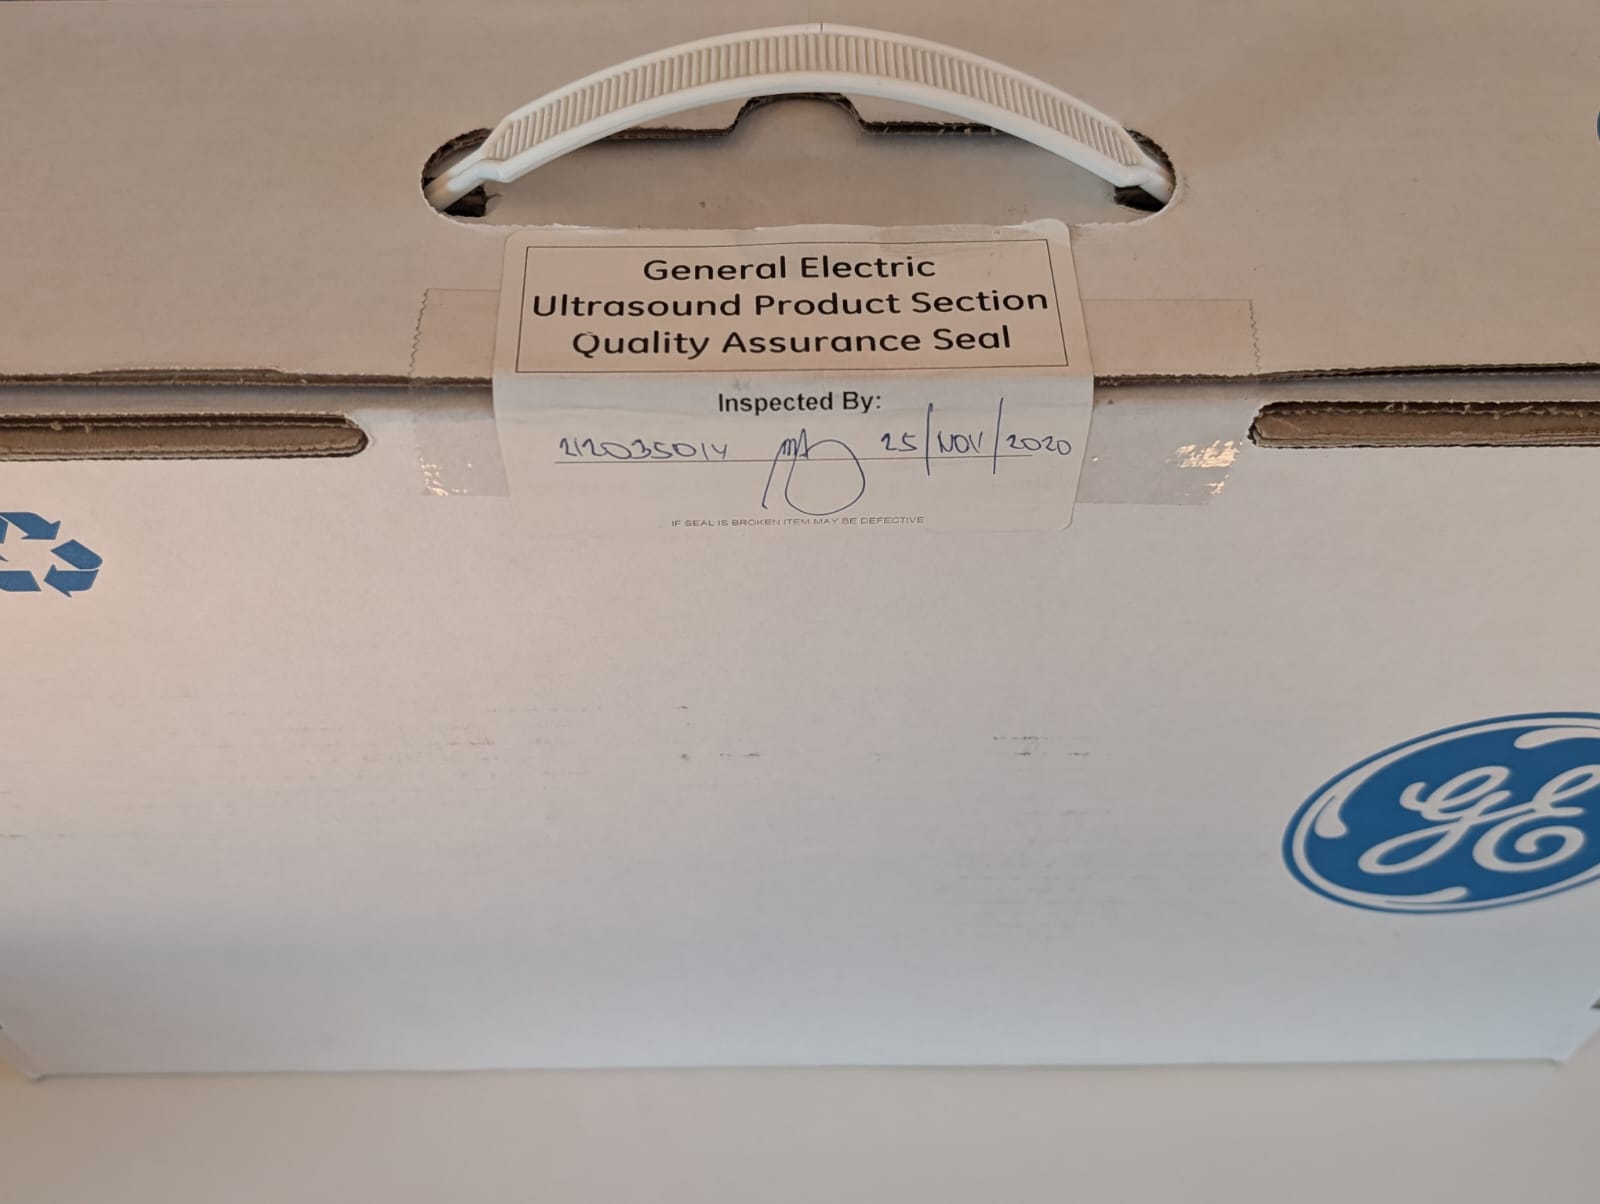 General Electric
Ultrasound Product Section
Quality Assurance Seal
Inspected By:
212035014 25/NOV/2020
IF SEAL IS BROKEN ITEM MAY BE DEFECTIVE
GE